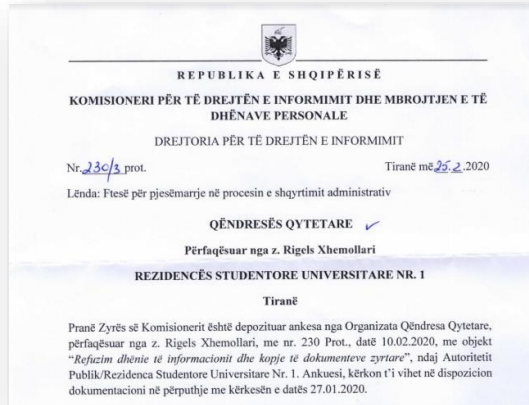 REPUBLIKA E SHQIPËRISË
KOMISIONERI PËR TË DREJTËN E INFORMIMIT DHE MBROJTJEN E TË
DHËNAVE PERSONALE
DREJTORIA PËR TË DREJTËN E INFORMIMIT
Nr.230/3 prot. Tiranë më 25.2.2020
Lënda: Ftesë për pjesëmarrje në procesin e shqyrtimit administrativ
QËNDRESËS QYTETARE
Përfaqësuar nga z. Rigels Xhemollari
REZIDENCËS STUDENTORE UNIVERSITARE NR. 1
Tiranë
Pranë Zyrës së Komisionerit është depozituar ankesa nga Organizata Qëndresa Qytetare,
përfaqësuar nga z. Rigels Xhemollari, me nr. 230 Prot., datë 10.02.2020, me objekt
“Refuzim dhënie të informacionit dhe kopje të dokumenteve zyrtare”, ndaj Autoritetit
Publik/Rezidenca Studentore Universitare Nr. 1. Ankuesi, kërkon t’i vihet në dispozicion
dokumentacioni në përputhje me kërkesën e datës 27.01.2020.